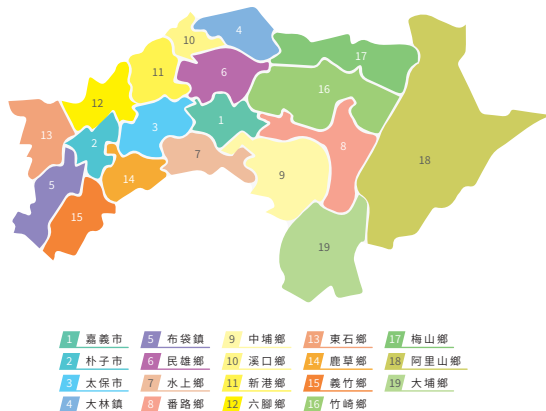 4
10
17
11
6
16
12
1
3
13
2
8
7
18
14
9
5
15
19
1 嘉義市
5 布袋鎮
9 中埔鄉
13 東石鄉
17 梅山鄉
2 朴子市
6 民雄鄉
10 溪口鄉
14 鹿草鄉
18 阿里山鄉
3 太保市
7 水上鄉
11 新港鄉
15 義竹鄉
19 大埔鄉
4 大林鎮
8 番路鄉
12 六腳鄉
16 竹崎鄉